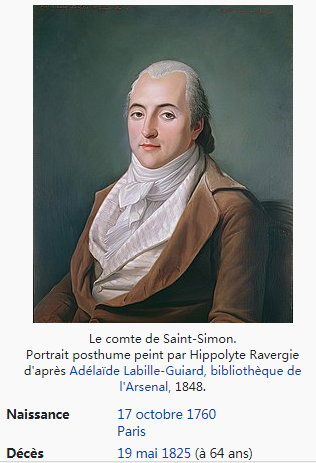 Le comte de Saint-Simon.
Portrait posthume peint par Hippolyte Ravergie
d'après Adélaïde Labille-Guiard, bibliothèque de
l'Arsenal, 1848.
Naissance 17 octobre 1760
Paris
Décès 19 mai 1825 (à 64 ans)